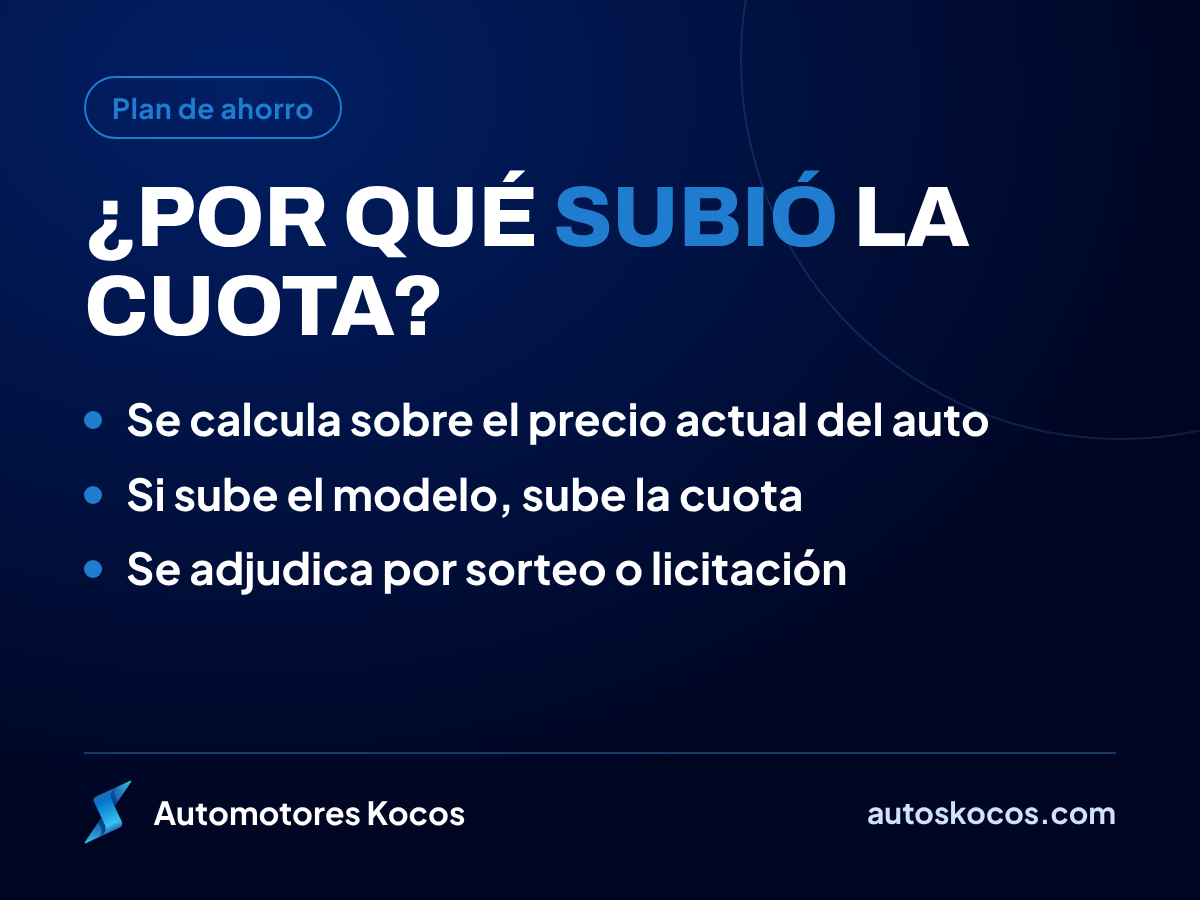 Plan de ahorro
¿POR QUÉ SUBIÓ LA
CUOTA?
Se calcula sobre el precio actual del auto
Si sube el modelo, sube la cuota
Se adjudica por sorteo o licitación
Automotores Kocos
autoskocos.com